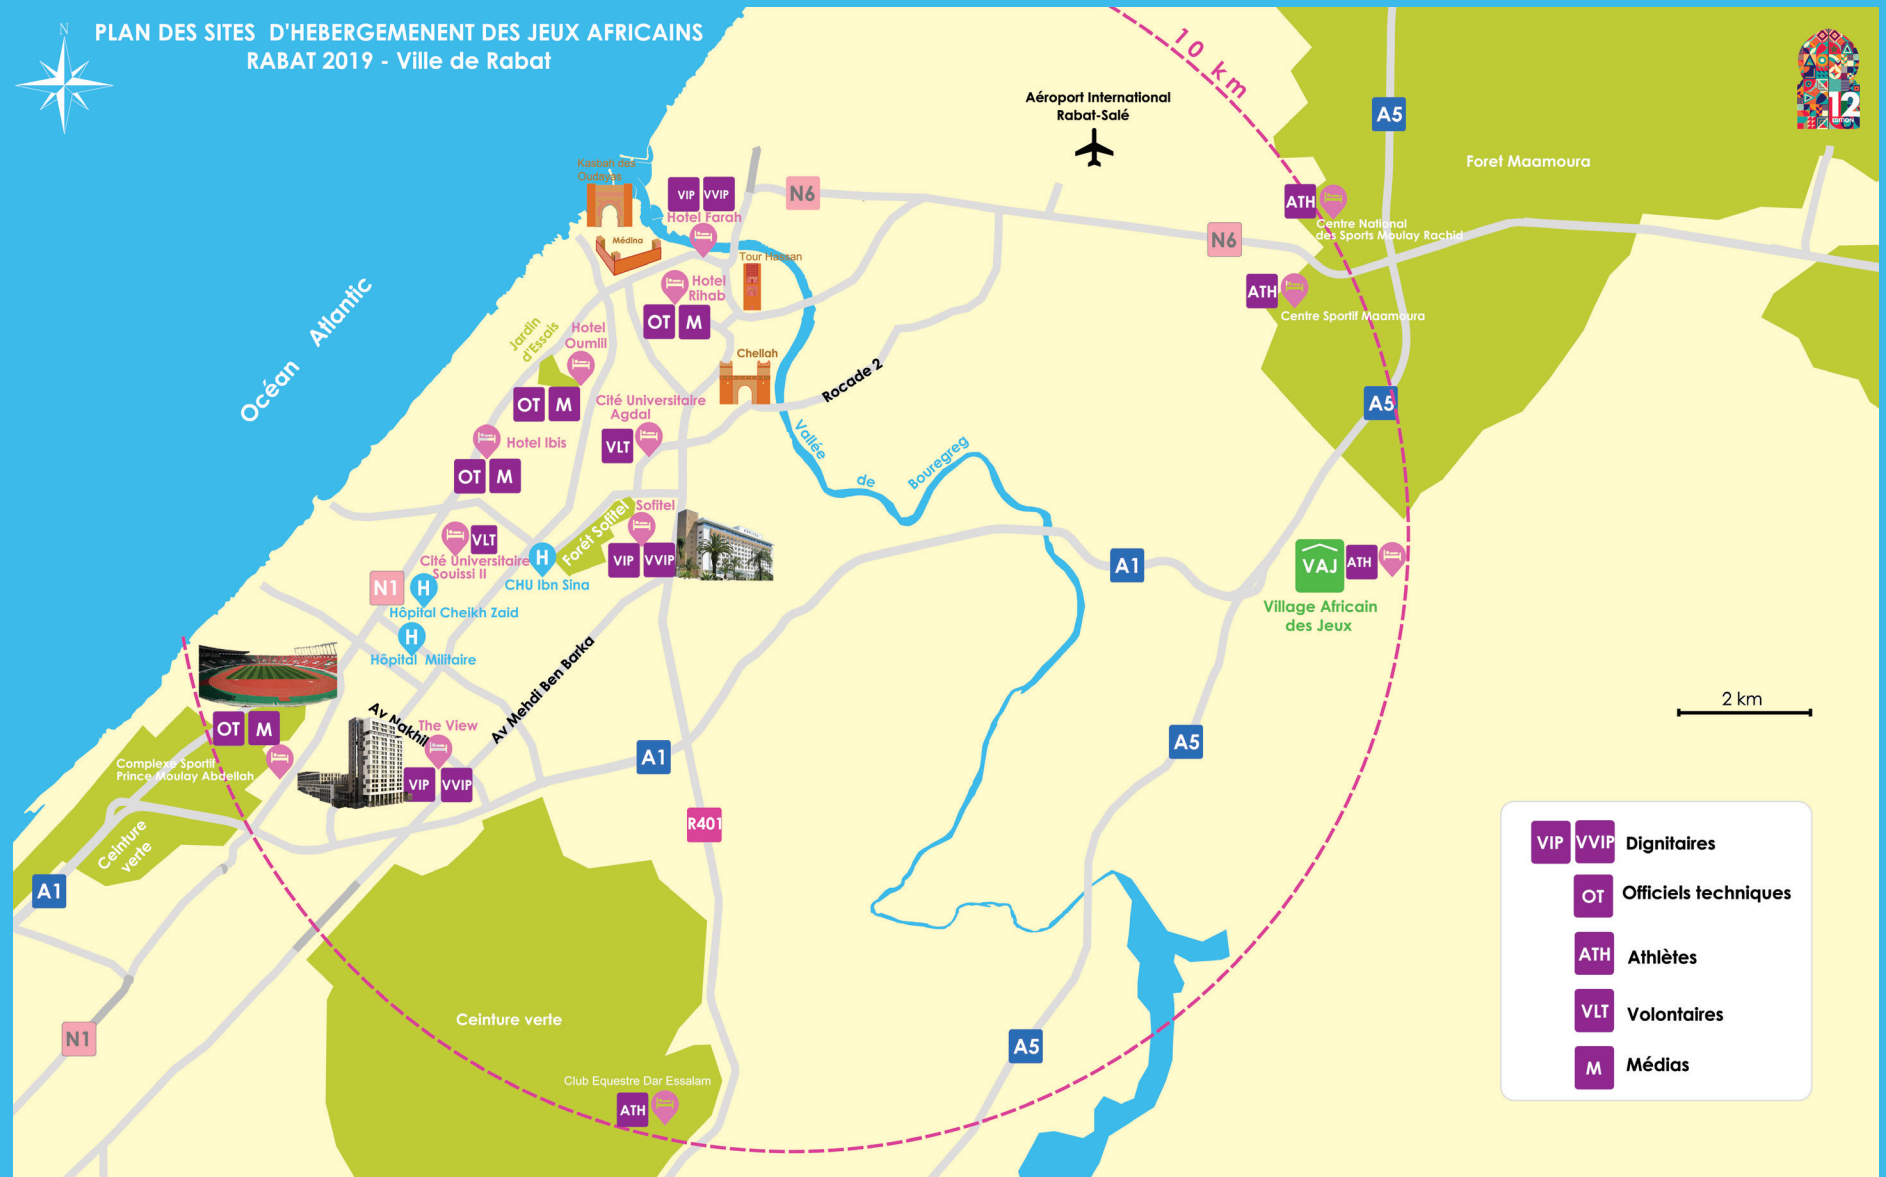 N
PLAN DES SITES D'HEBERGEMENENT DES JEUX AFRICAINS
RABAT 2019 - Ville de Rabat
10 km
12
EDITION
Aéroport International
Rabat-Salé
A5
Foret Maamoura
Kasbah des
Oudayas
VIP VVIP
Hotel Farah
N6
ATH
Centre National
des Sports Moulay Rachid
N6
Médina
Tour Hassan
Hotel
Rihab
OT M
ATH
Centre Sportif Maamoura
Océan Atlantic
Jardin
d'Essais
Hotel
Oumlil
OT M
Chellah
Rocade 2
A5
Cité Universitaire
Agdal
VLT
Hotel Ibis
OT M
Vallée de Bouregreg
Sofitel
Forêt Sofitel
VIP VVIP
VLT
Cité Universitaire
Souissi II
H
CHU Ibn Sina
N1
H
Hôpital Cheikh Zaid
H
Hôpital Militaire
A1
VAJ
ATH
Village Africain
des Jeux
Av Mehdi Ben Barka
Av Nakhil
The View
VIP VVIP
OT M
Complexe Sportif
Prince Moulay Abdellah
A1
A5
2 km
R401
Ceinture
verte
A1
N1
Ceinture verte
A5
Club Equestre Dar Essalam
ATH
VIP VVIP Dignitaires
OT Officiels techniques
ATH Athlètes
VLT Volontaires
M Médias